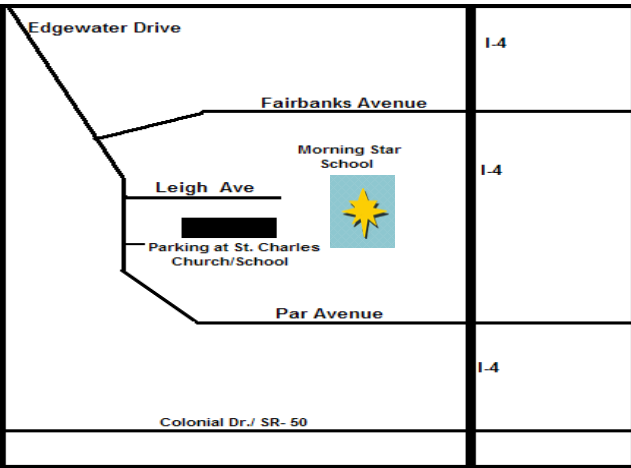 Edgewater Drive
I-4
Fairbanks Avenue
Morning Star
School
I-4
Leigh Ave
Parking at St. Charles
Church/School
Par Avenue
I-4
Colonial Dr./ SR- 50